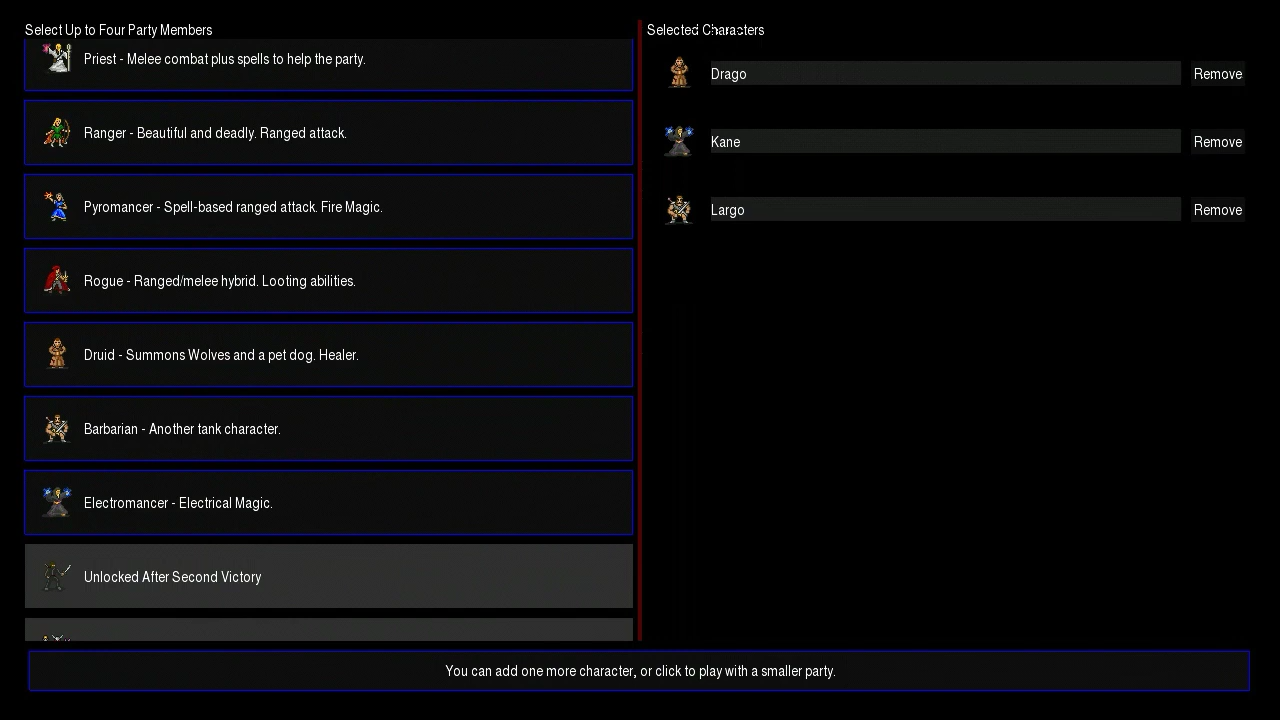 Select Up to Four Party Members
Priest - Melee combat plus spells to help the party.
Ranger - Beautiful and deadly. Ranged attack.
Pyromancer - Spell-based ranged attack. Fire Magic.
Rogue - Ranged/melee hybrid. Looting abilities.
Druid - Summons Wolves and a pet dog. Healer.
Barbarian - Another tank character.
Electromancer - Electrical Magic.
Unlocked After Second Victory
Selected Characters
Drago Remove
Kane Remove
Largo Remove
You can add one more character, or click to play with a smaller party.